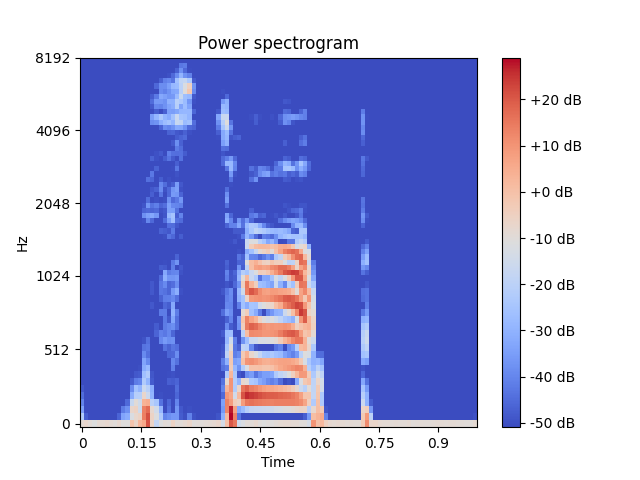 Power spectrogram
8192
4096
2048
1024
512
0
Hz
0
0.15
0.3
0.45
0.6
0.75
0.9
Time
+20 dB
+10 dB
+0 dB
-10 dB
-20 dB
-30 dB
-40 dB
-50 dB